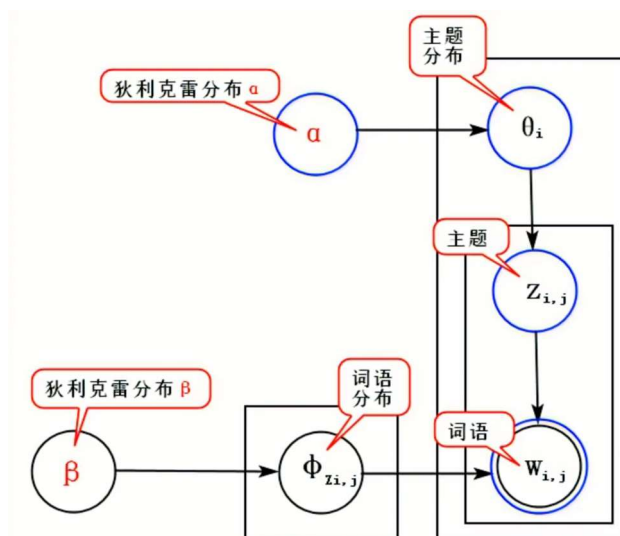 主题
分布
狄利克雷分布 α
α
θi
主题
Zi,j
狄利克雷分布 β
词语
分布
词语
β
ΦZi,j
Wi,j